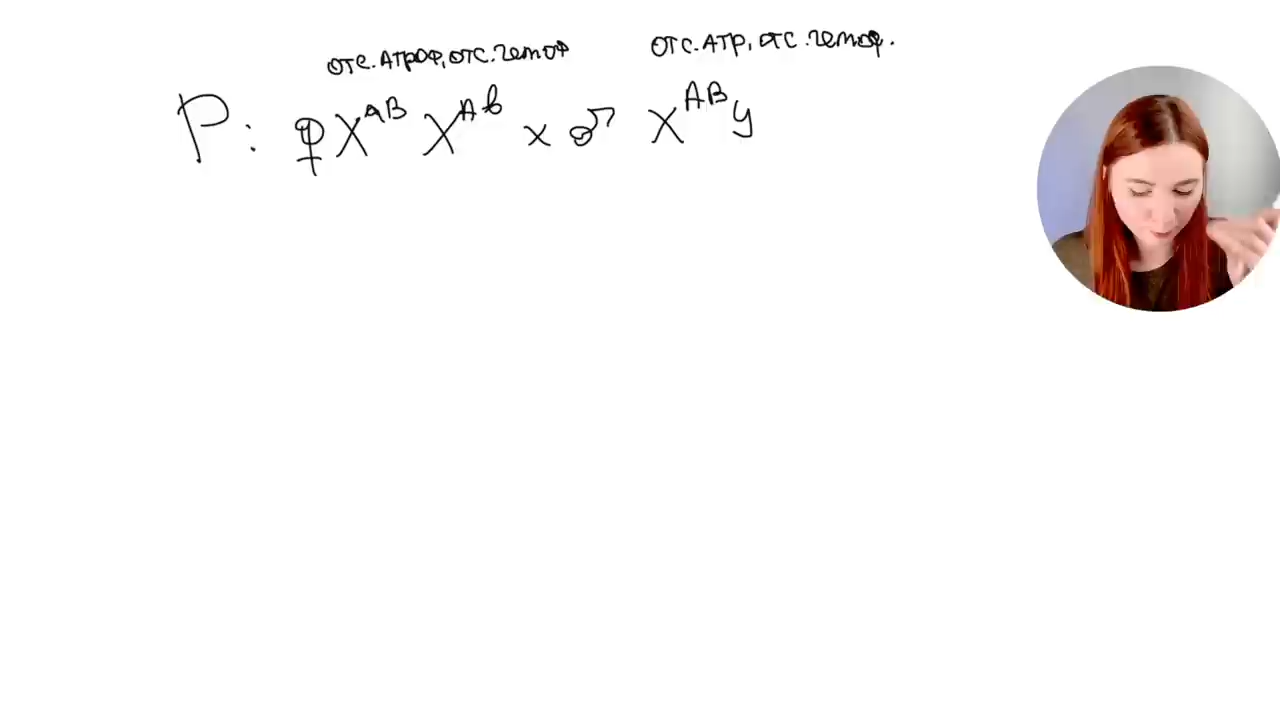 отс. Атроф, отс. гемоф отс. Атр, отс. гемоф.
P: ♀ X^aB X^Ab x ♂ X^AB y